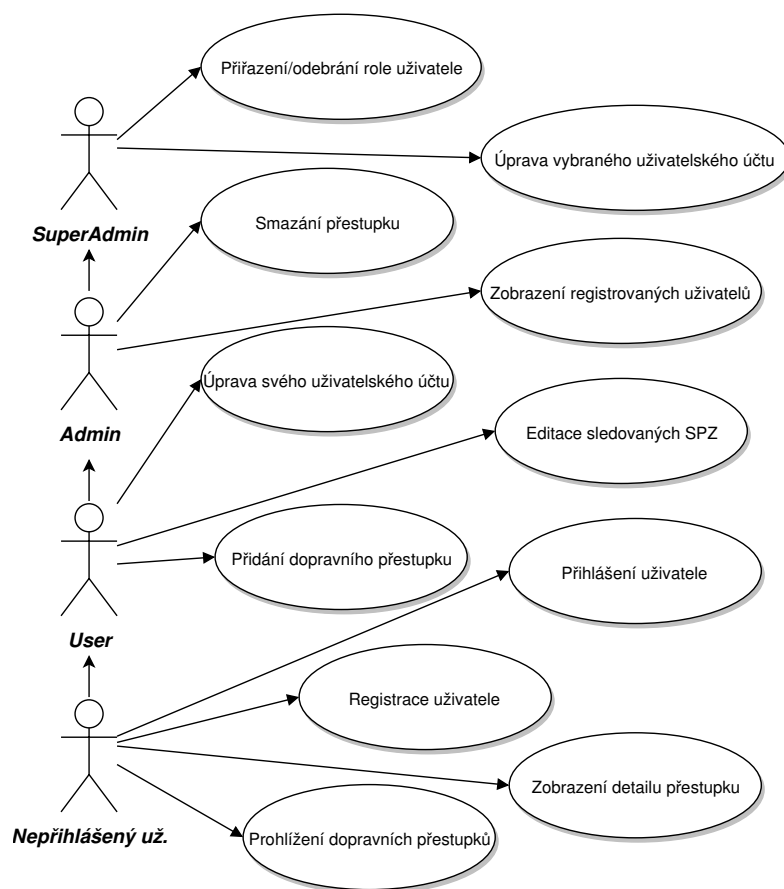 Přiřazení/odebrání role uživatele
Úprava vybraného uživatelského účtu
SuperAdmin
Smazání přestupku
Zobrazení registrovaných uživatelů
Úprava svého uživatelského účtu
Admin
Editace sledovaných SPZ
Přidání dopravního přestupku
Přihlášení uživatele
User
Registrace uživatele
Zobrazení detailu přestupku
Nepřihlášený už.
Prohlížení dopravních přestupků